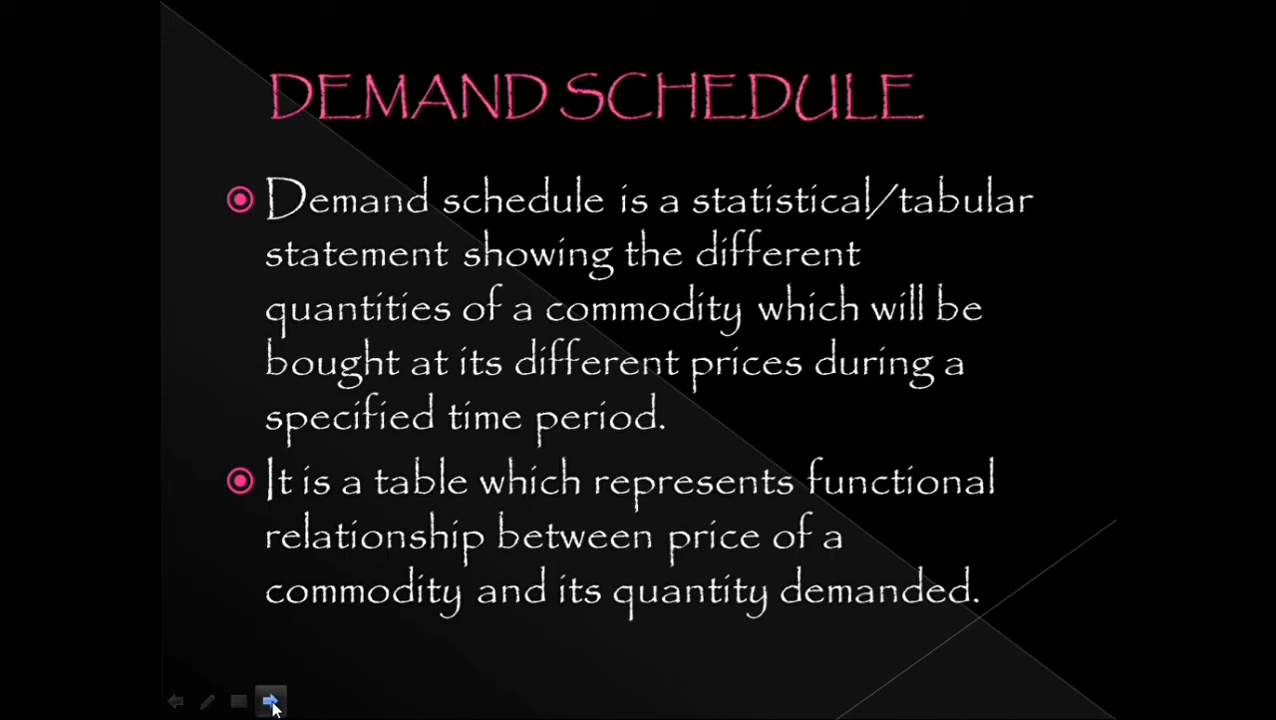 DEMAND SCHEDULE
Demand schedule is a statistical/tabular
statement showing the different
quantities of a commodity which will be
bought at its different prices during a
specified time period.
It is a table which represents functional
relationship between price of a
commodity and its quantity demanded.